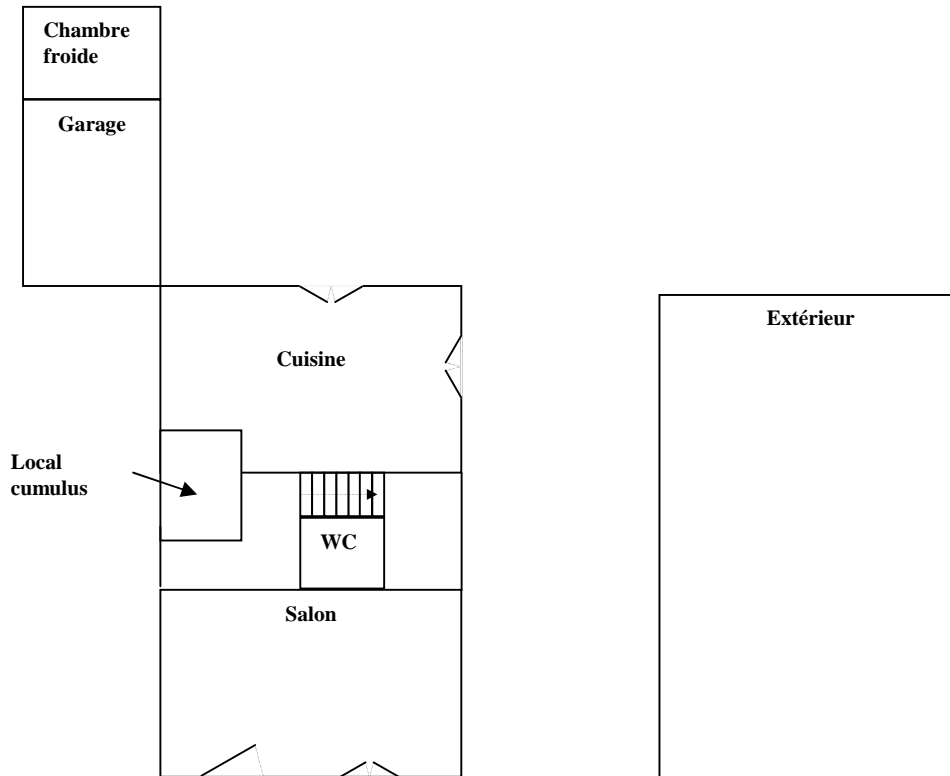 Chambre
froide
Garage
Extérieur
Cuisine
Local
cumulus
WC
Salon